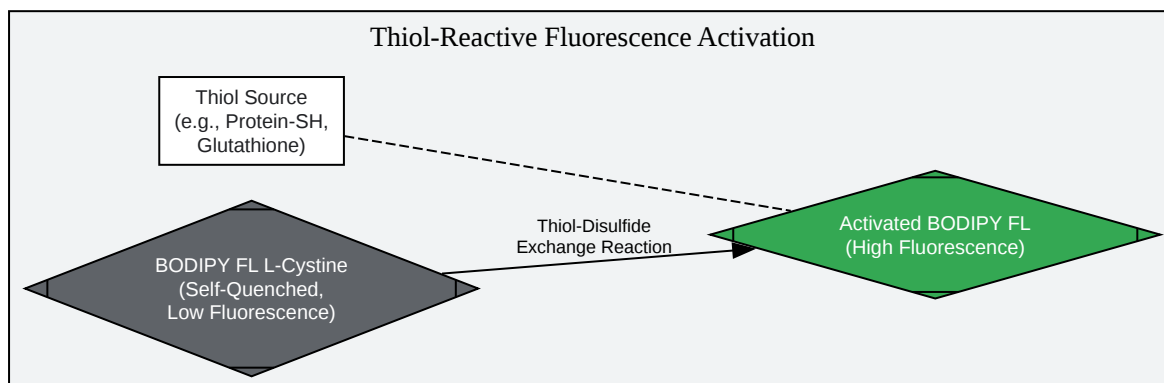 Thiol-Reactive Fluorescence Activation
Thiol Source
(e.g., Protein-SH,
Glutathione)
BODIPY FL L-Cystine
(Self-Quenched,
Low Fluorescence)
Thiol-Disulfide
Exchange Reaction
Activated BODIPY FL
(High Fluorescence)